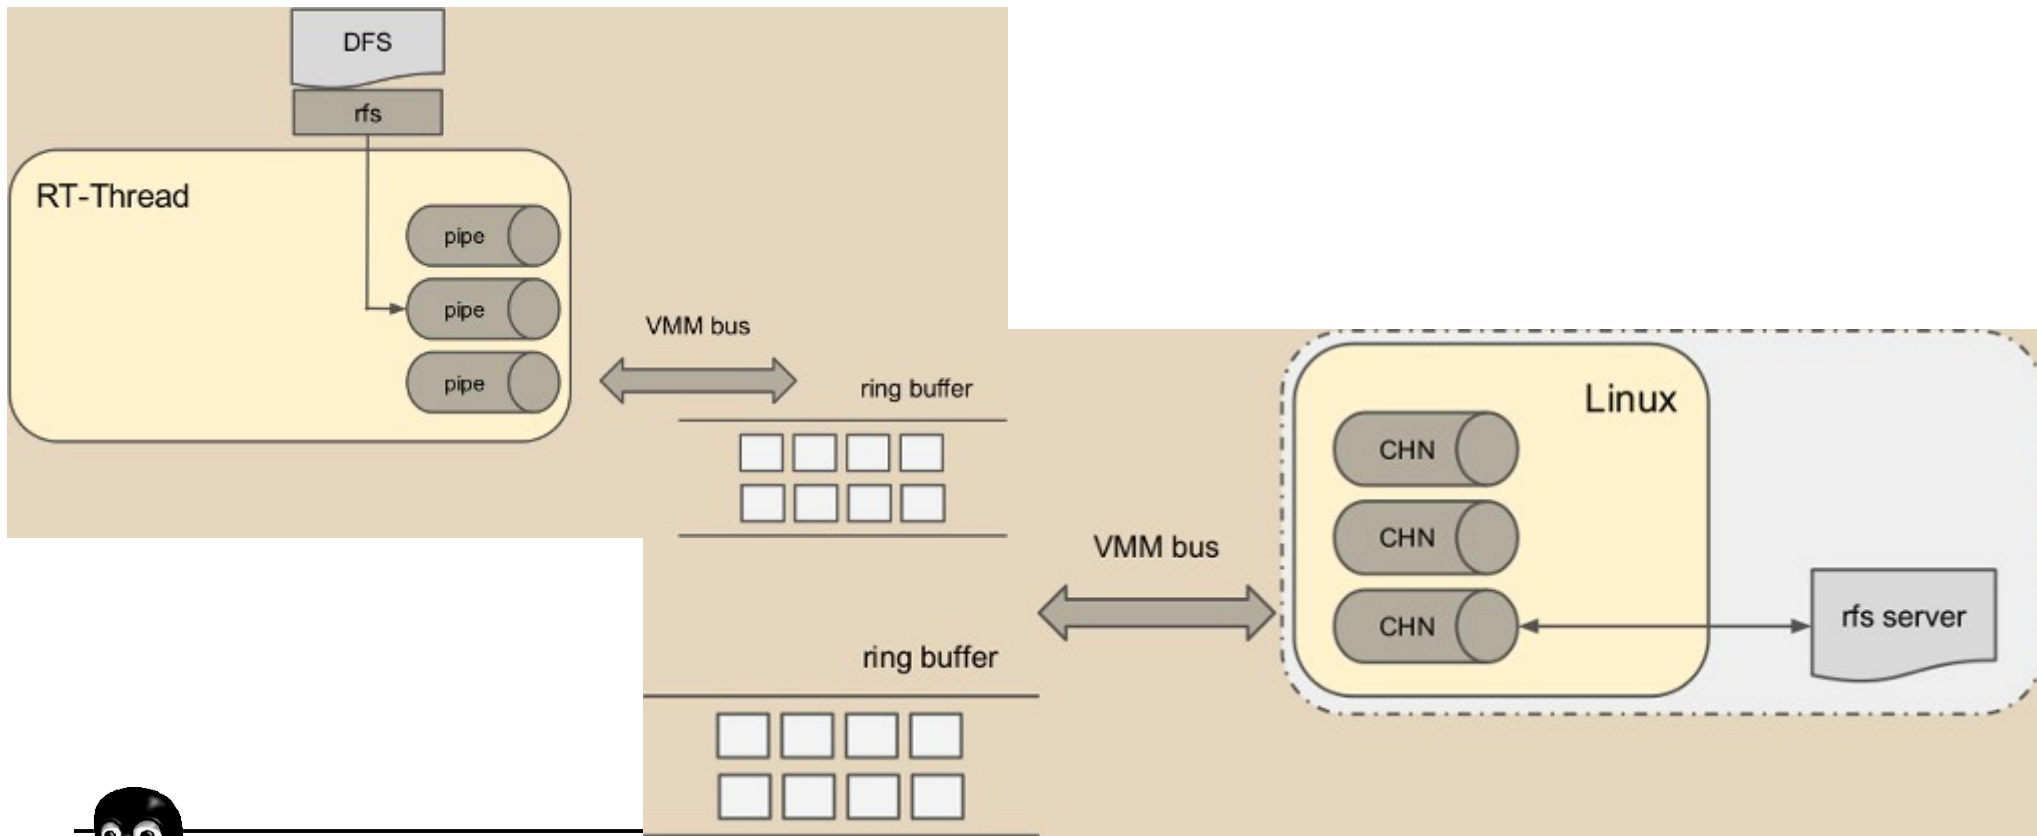 DFS
rfs
RT-Thread
pipe
pipe
pipe
VMM bus
ring buffer
Linux
CHN
CHN
CHN
VMM bus
rfs server
ring buffer